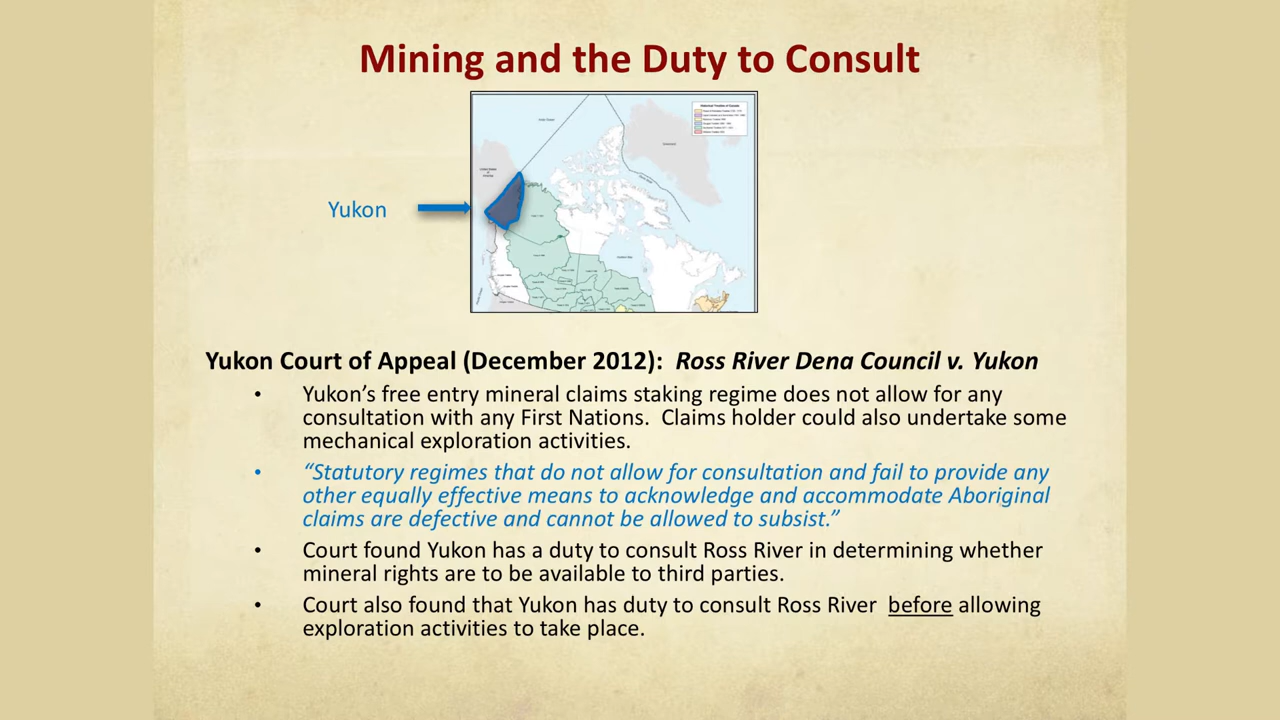 Mining and the Duty to Consult
Yukon
Yukon Court of Appeal (December 2012): Ross River Dena Council v. Yukon
• Yukon’s free entry mineral claims staking regime does not allow for any
consultation with any First Nations. Claims holder could also undertake some
mechanical exploration activities.
• “Statutory regimes that do not allow for consultation and fail to provide any
other equally effective means to acknowledge and accommodate Aboriginal
claims are defective and cannot be allowed to subsist.”
• Court found Yukon has a duty to consult Ross River in determining whether
mineral rights are to be available to third parties.
• Court also found that Yukon has duty to consult Ross River before allowing
exploration activities to take place.